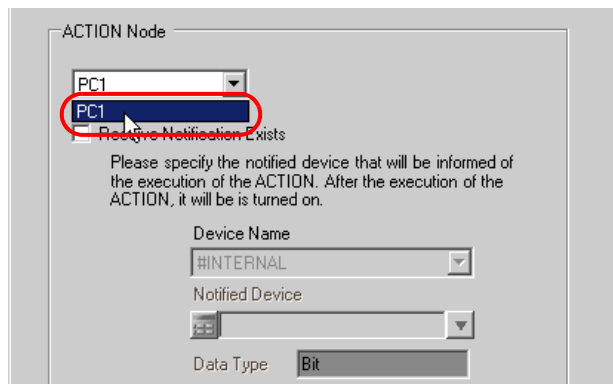 ACTION Node
PC1
PC1
Receive Notification Exists
Please specify the notified device that will be informed of
the execution of the ACTION. After the execution of the
ACTION, it will be is turned on.
Device Name
#INTERNAL
Notified Device
Data Type Bit